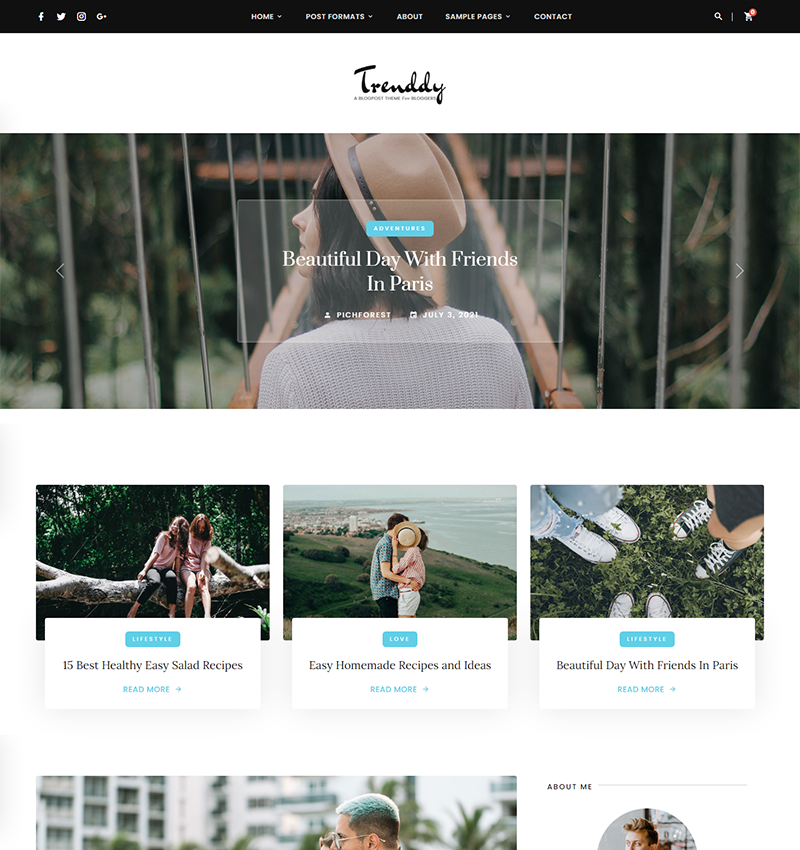 HOME POST FORMATS ABOUT SAMPLE PAGES CONTACT 0
Trenddy
A BLOGPOST THEME For BLOGGERS
ADVENTURES
Beautiful Day With Friends
In Paris
PICHFOREST JULY 3, 2021
LIFESTYLE
15 Best Healthy Easy Salad Recipes
READ MORE
LOVE
Easy Homemade Recipes and Ideas
READ MORE
LIFESTYLE
Beautiful Day With Friends In Paris
READ MORE
ABOUT ME